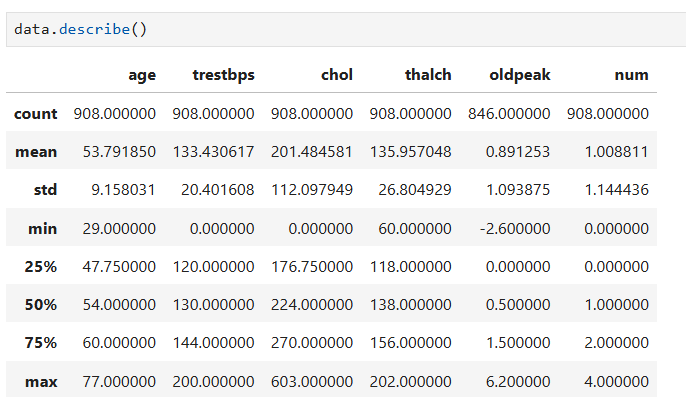 data.describe()
age trestbps chol thalch oldpeak num
count 908.000000 908.000000 908.000000 908.000000 846.000000 908.000000
mean 53.791850 133.430617 201.484581 135.957048 0.891253 1.008811
std 9.158031 20.401608 112.097949 26.804929 1.093875 1.144436
min 29.000000 0.000000 0.000000 60.000000 -2.600000 0.000000
25% 47.750000 120.000000 176.750000 118.000000 0.000000 0.000000
50% 54.000000 130.000000 224.000000 138.000000 0.500000 1.000000
75% 60.000000 144.000000 270.000000 156.000000 1.500000 2.000000
max 77.000000 200.000000 603.000000 202.000000 6.200000 4.000000